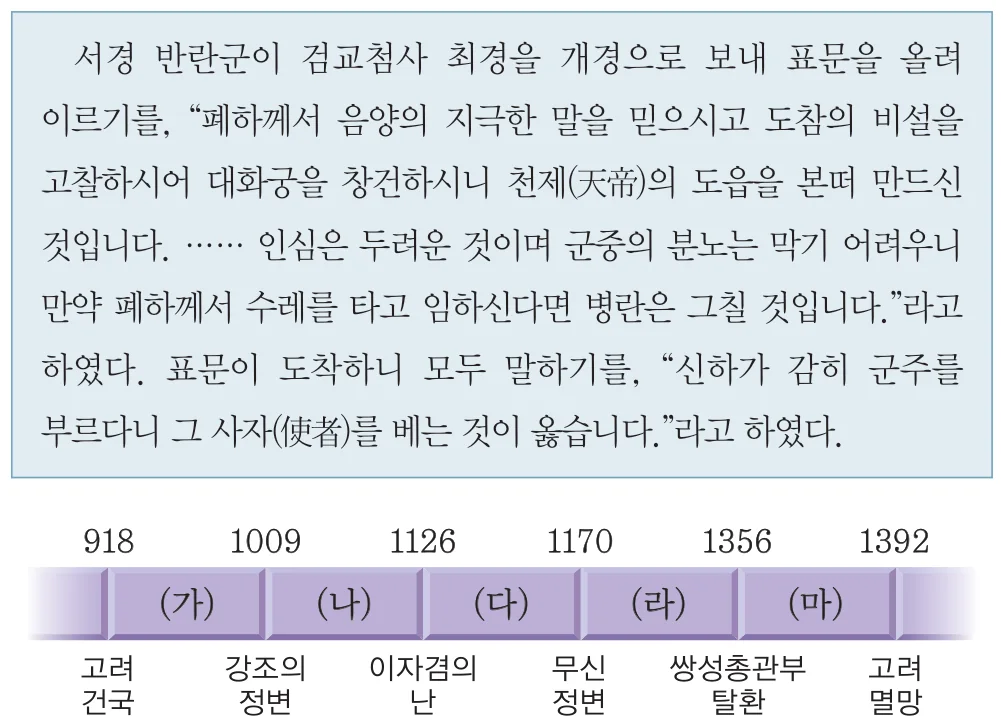 서경 반란군이 검교첨사 최경을 개경으로 보내 표문을 올려
이르기를, “폐하께서 음양의 지극한 말을 믿으시고 도참의 비설을
고찰하시어 대화궁을 창건하시니 천제(天帝)의 도읍을 본떠 만드신
것입니다. …… 인심은 두려운 것이며 군중의 분노는 막기 어려우니
만약 폐하께서 수레를 타고 임하신다면 병란은 그칠 것입니다.”라고
하였다. 표문이 도착하니 모두 말하기를, “신하가 감히 군주를
부르다니 그 사자(使者)를 베는 것이 옳습니다.”라고 하였다.
918 1009 1126 1170 1356 1392
(가) (나) (다) (라) (마)
고려 강조의 이자겸의 무신 쌍성총관부 고려
건국 정변 난 정변 탈환 멸망